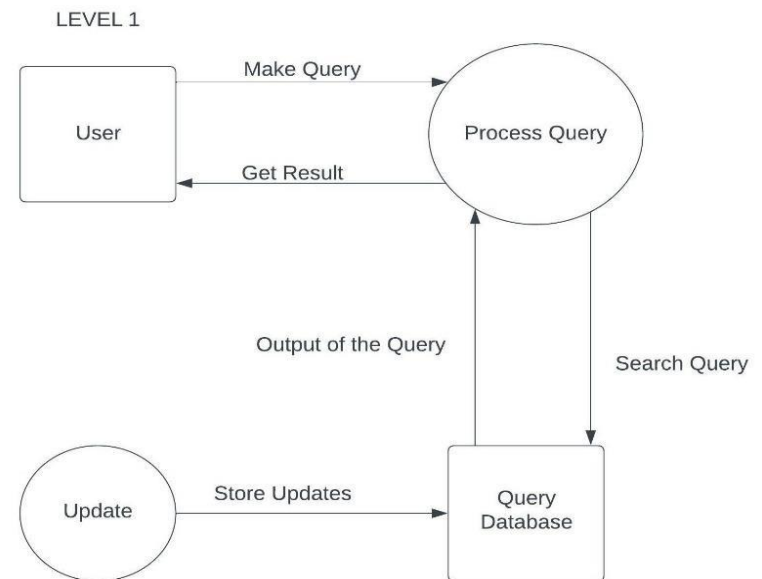 LEVEL 1
Make Query
User
Process Query
Get Result
Output of the Query
Search Query
Store Updates
Update
Query
Database